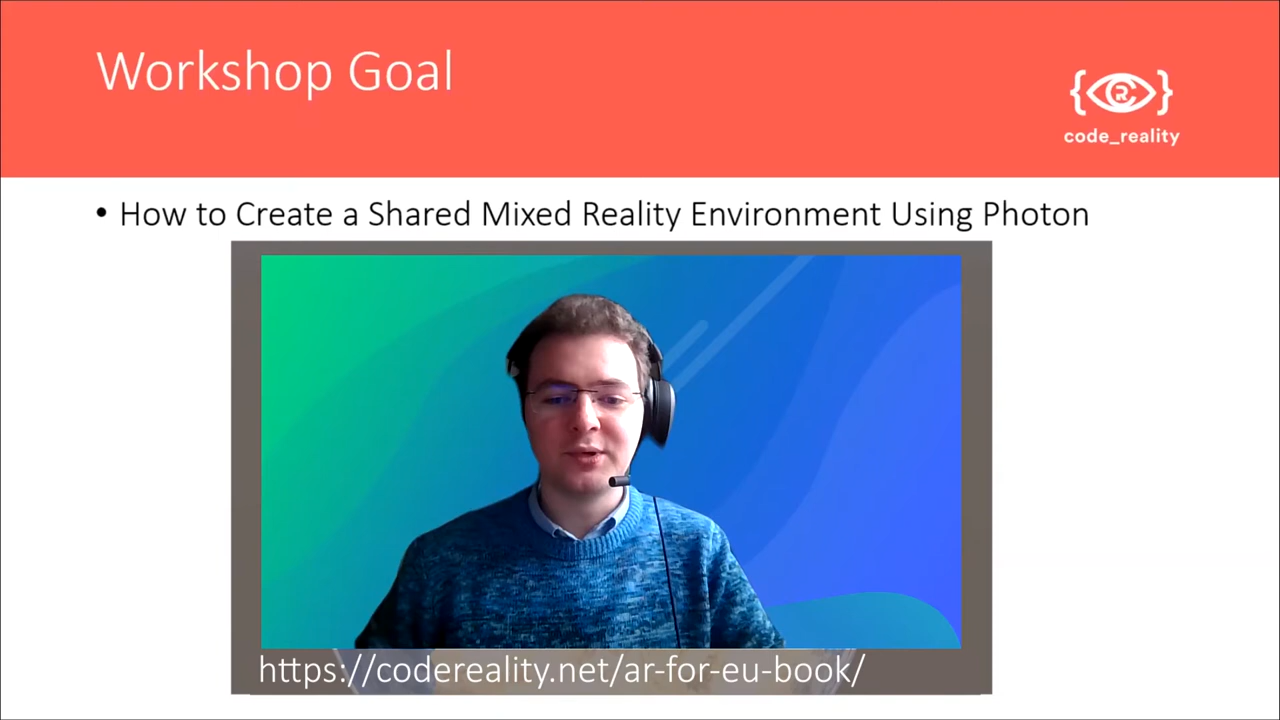 Workshop Goal
code_reality
• How to Create a Shared Mixed Reality Environment Using Photon
https://codereality.net/ar-for-eu-book/